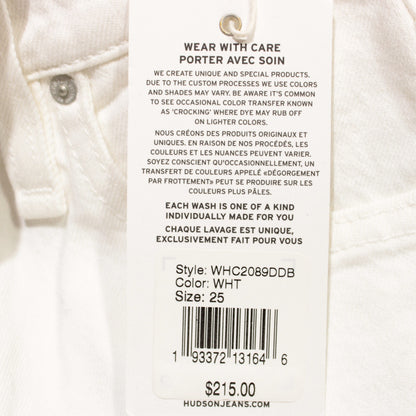 WEAR WITH CARE
PORTER AVEC SOIN
WE CREATE UNIQUE AND SPECIAL PRODUCTS.
DUE TO THE CUSTOM PROCESSES WE USE COLORS
AND SHADES MAY VARY. BE AWARE IT'S COMMON
TO SEE OCCASIONAL COLOR TRANSFER KNOWN
AS 'CROCKING' WHERE DYE MAY RUB OFF
ON LIGHTER COLORS.
NOUS CRÉONS DES PRODUITS ORIGINAUX ET
UNIQUES. EN RAISON DE NOS PROCÉDÉS, LES
COULEURS ET LES NUANCES PEUVENT VARIER.
SOYEZ CONSCIENT QU'OCCASIONNELLEMENT, UN
TRANSFERT DE COULEURS APPELÉ «DÉGORGEMENT
PAR FROTTEMENT» PEUT SE PRODUIRE SUR LES
COULEURS PLUS PÂLES.
EACH WASH IS ONE OF A KIND
INDIVIDUALLY MADE FOR YOU
CHAQUE LAVAGE EST UNIQUE,
EXCLUSIVEMENT FAIT POUR VOUS
Style: WHC2089DDB
Color: WHT
Size: 25
1 93372 13164 6
$215.00
HUDSONJEANS.COM